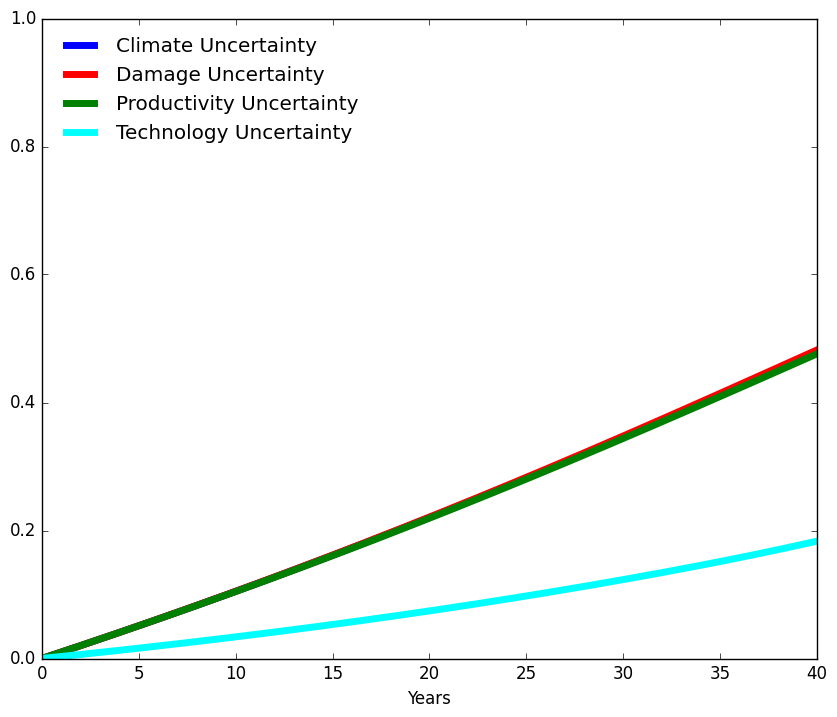 1.0
Climate Uncertainty
Damage Uncertainty
Productivity Uncertainty
Technology Uncertainty
0.8
0.6
0.4
0.2
0.0
0 5 10 15 20 25 30 35 40
Years